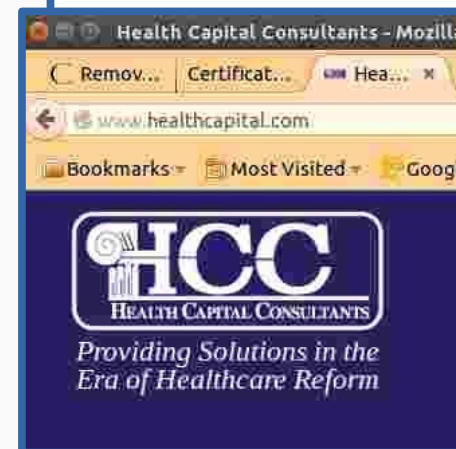 Health Capital Consultants - Mozilla
Remov... Certificat... Hea... ×
www.healthcapital.com
Bookmarks Most Visited Goog
HCC
HEALTH CAPITAL CONSULTANTS
Providing Solutions in the
Era of Healthcare Reform